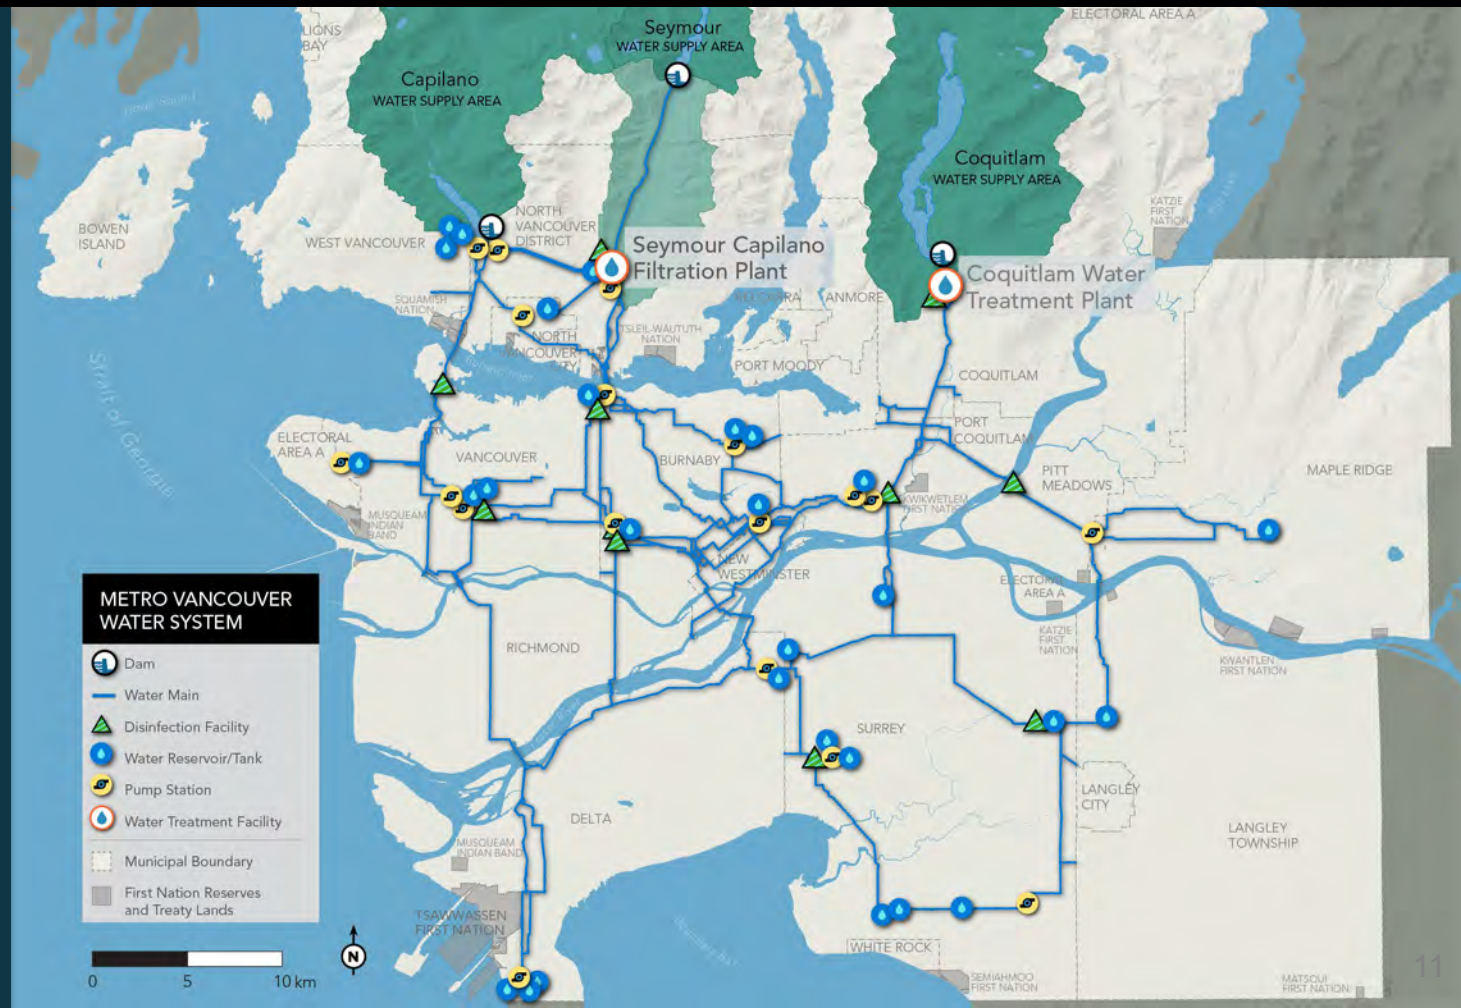 LIONS
BAY
Seymour
WATER SUPPLY AREA
ELECTORAL AREA A
Capilano
WATER SUPPLY AREA
Coquitlam
WATER SUPPLY AREA
BOWEN
ISLAND
WEST VANCOUVER
NORTH
VANCOUVER
DISTRICT
KATZIE
FIRST
NATION
Seymour Capilano
Filtration Plant
Coquitlam Water
Treatment Plant
SQUAMISH
NATION
BELCARRA
ANMORE
NORTH
VANCOUVER
CITY
TSLEIL-WAUTUTH
NATION
PORT MOODY
COQUITLAM
Strait of Georgia
PORT
COQUITLAM
ELECTORAL
AREA A
VANCOUVER
BURNABY
PITT
MEADOWS
MAPLE RIDGE
KWIKWETLEM
FIRST NATION
MUSQUEAM
INDIAN
BAND
NEW
WESTMINSTER
ELECTORAL
AREA A
KATZIE
FIRST
NATION
KWANTLEN
FIRST NATION
METRO VANCOUVER
WATER SYSTEM
Dam
Water Main
Disinfection Facility
Water Reservoir/Tank
Pump Station
Water Treatment Facility
Municipal Boundary
First Nation Reserves
and Treaty Lands
RICHMOND
SURREY
LANGLEY
CITY
DELTA
LANGLEY
TOWNSHIP
MUSQUEAM
INDIAN BAND
TSAWWASSEN
FIRST NATION
WHITE ROCK
SEMIAHMOO
FIRST NATION
MATSQUI
FIRST NATION
N
0 5 10 km
11